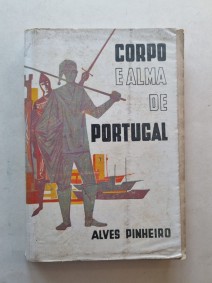 CORPO
E ALMA
DE
PORTUGAL
ALVES PINHEIRO